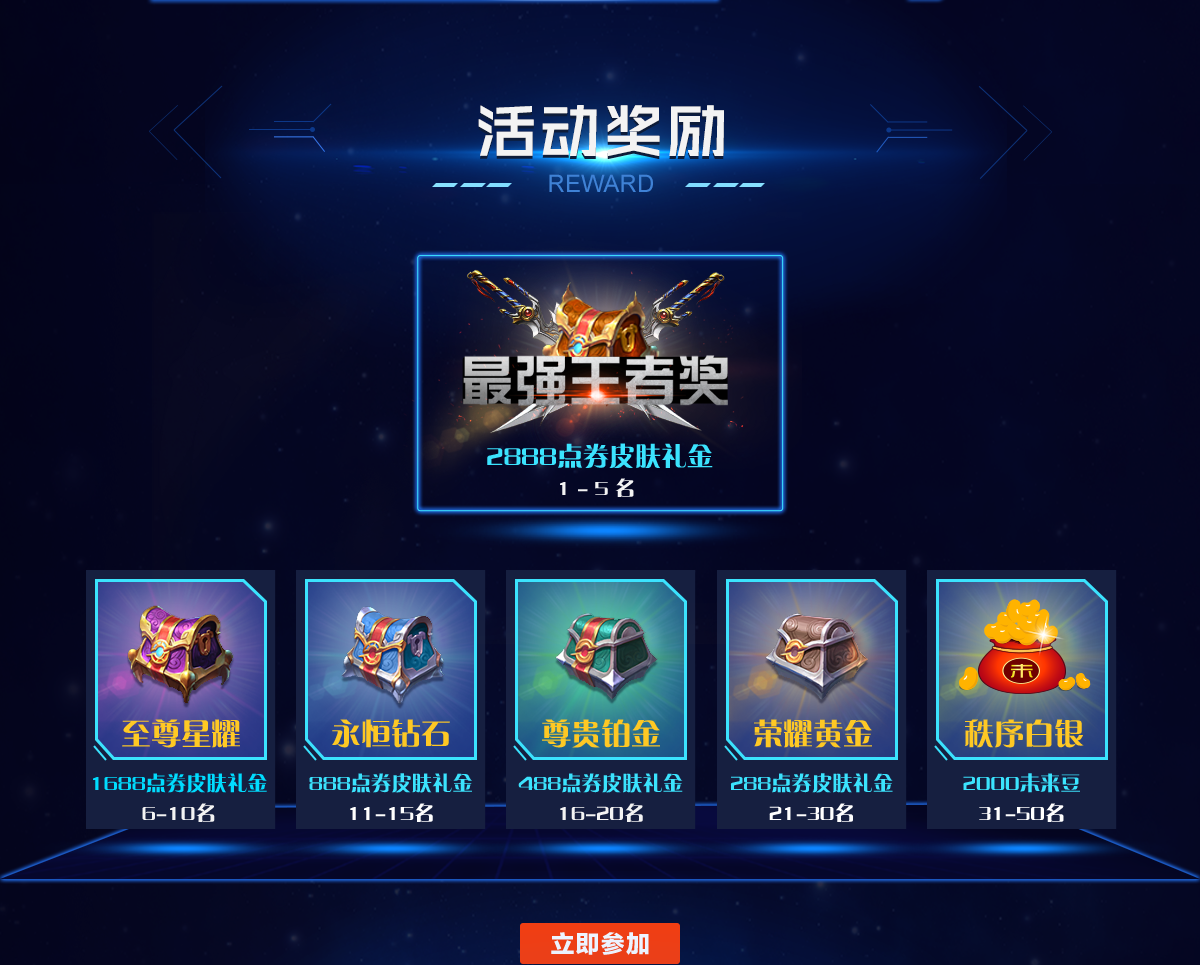 活动奖励
REWARD
最强王者奖
2888点券皮肤礼金
1-5名
至尊星耀
1688点券皮肤礼金
6-10名
永恒钻石
888点券皮肤礼金
11-15名
尊贵铂金
488点券皮肤礼金
16-20名
荣耀黄金
288点券皮肤礼金
21-30名
未
秩序白银
2000未来豆
31-50名
立即参加